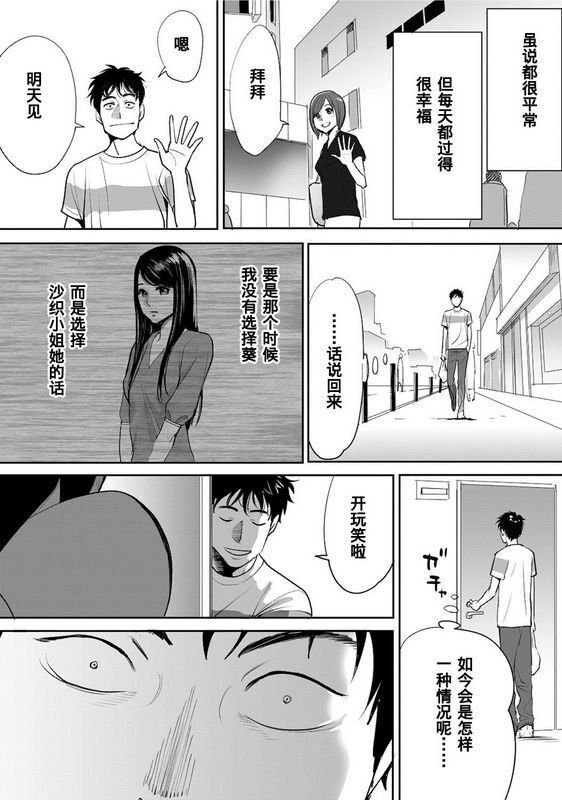 虽说都很平常
但每天都过得
很幸福
拜拜
嗯
明天见
……话说回来
要是那个时候
我没有选择葵
而是选择
沙织小姐她的话
ガチャ
如今会是怎样
一种情况呢……
开玩笑啦